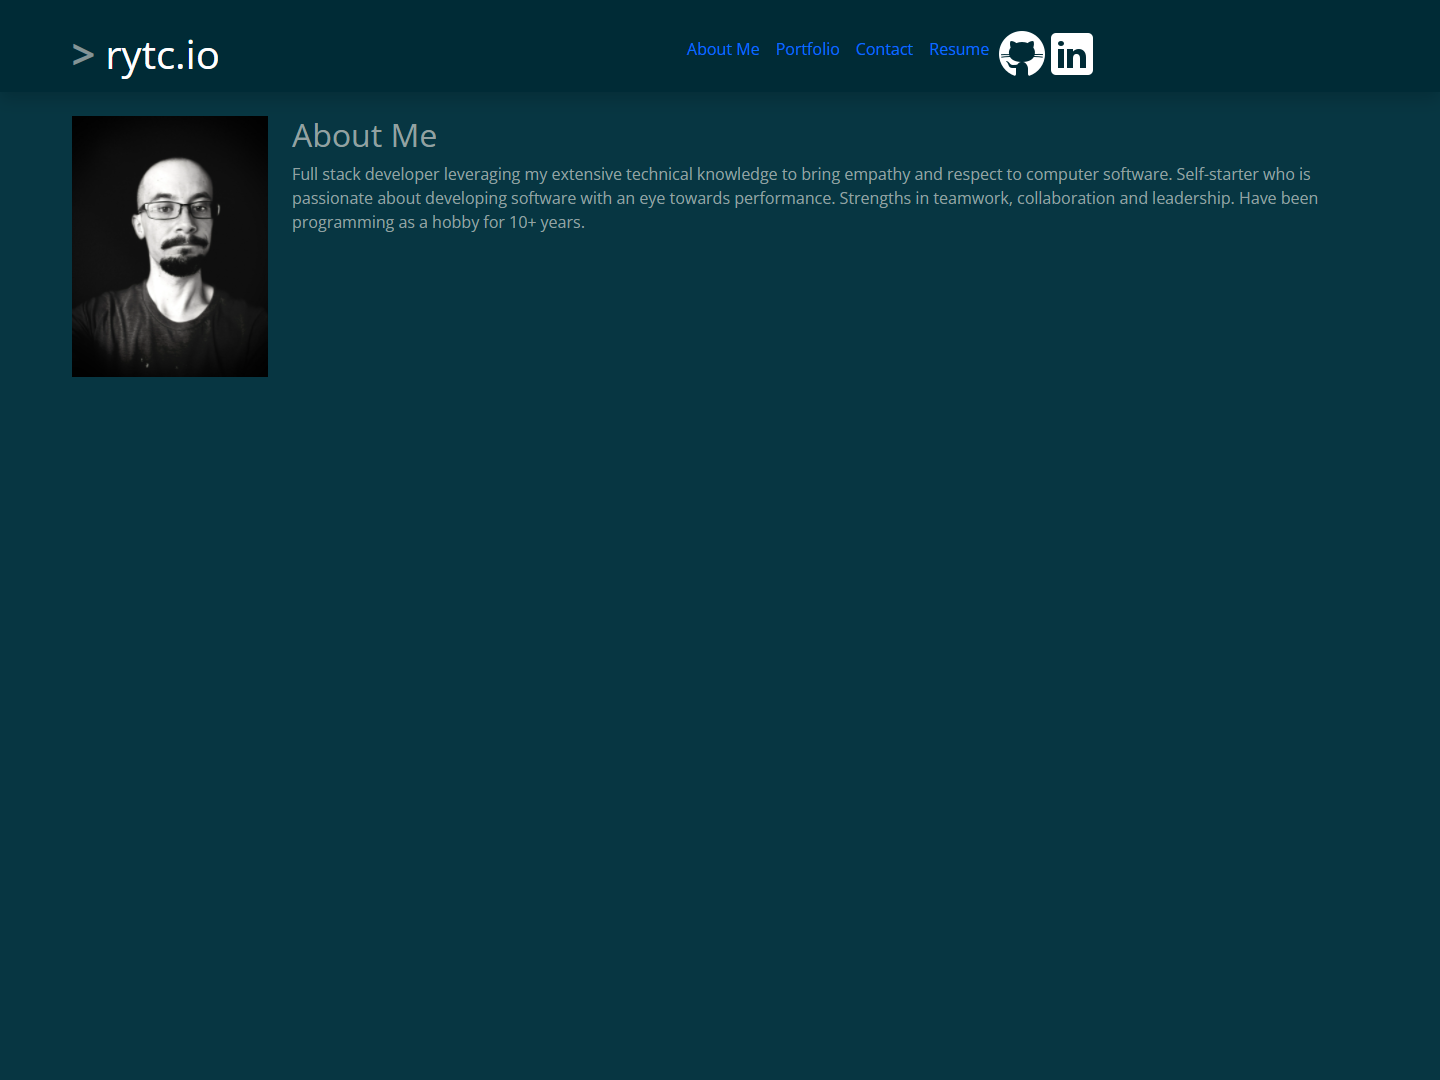 > rytc.io
About Me Portfolio Contact Resume in
About Me
Full stack developer leveraging my extensive technical knowledge to bring empathy and respect to computer software. Self-starter who is
passionate about developing software with an eye towards performance. Strengths in teamwork, collaboration and leadership. Have been
programming as a hobby for 10+ years.